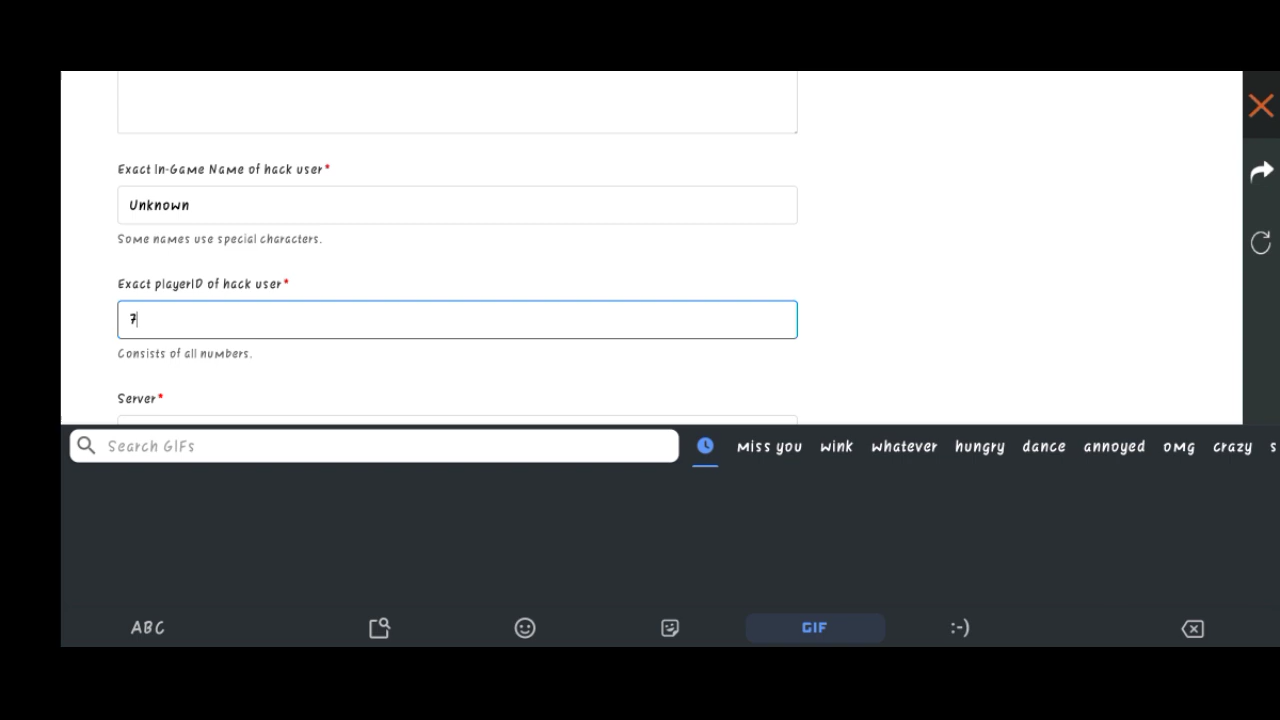 Exact In-Game Name of hack user*
Unknown
Some names use special characters.
Exact playerID of hack user*
7
Consists of all numbers.
Server*
Search GIFs
Miss you wink whatever hungry dance annoyed omg crazy s
ABC GIF :-)